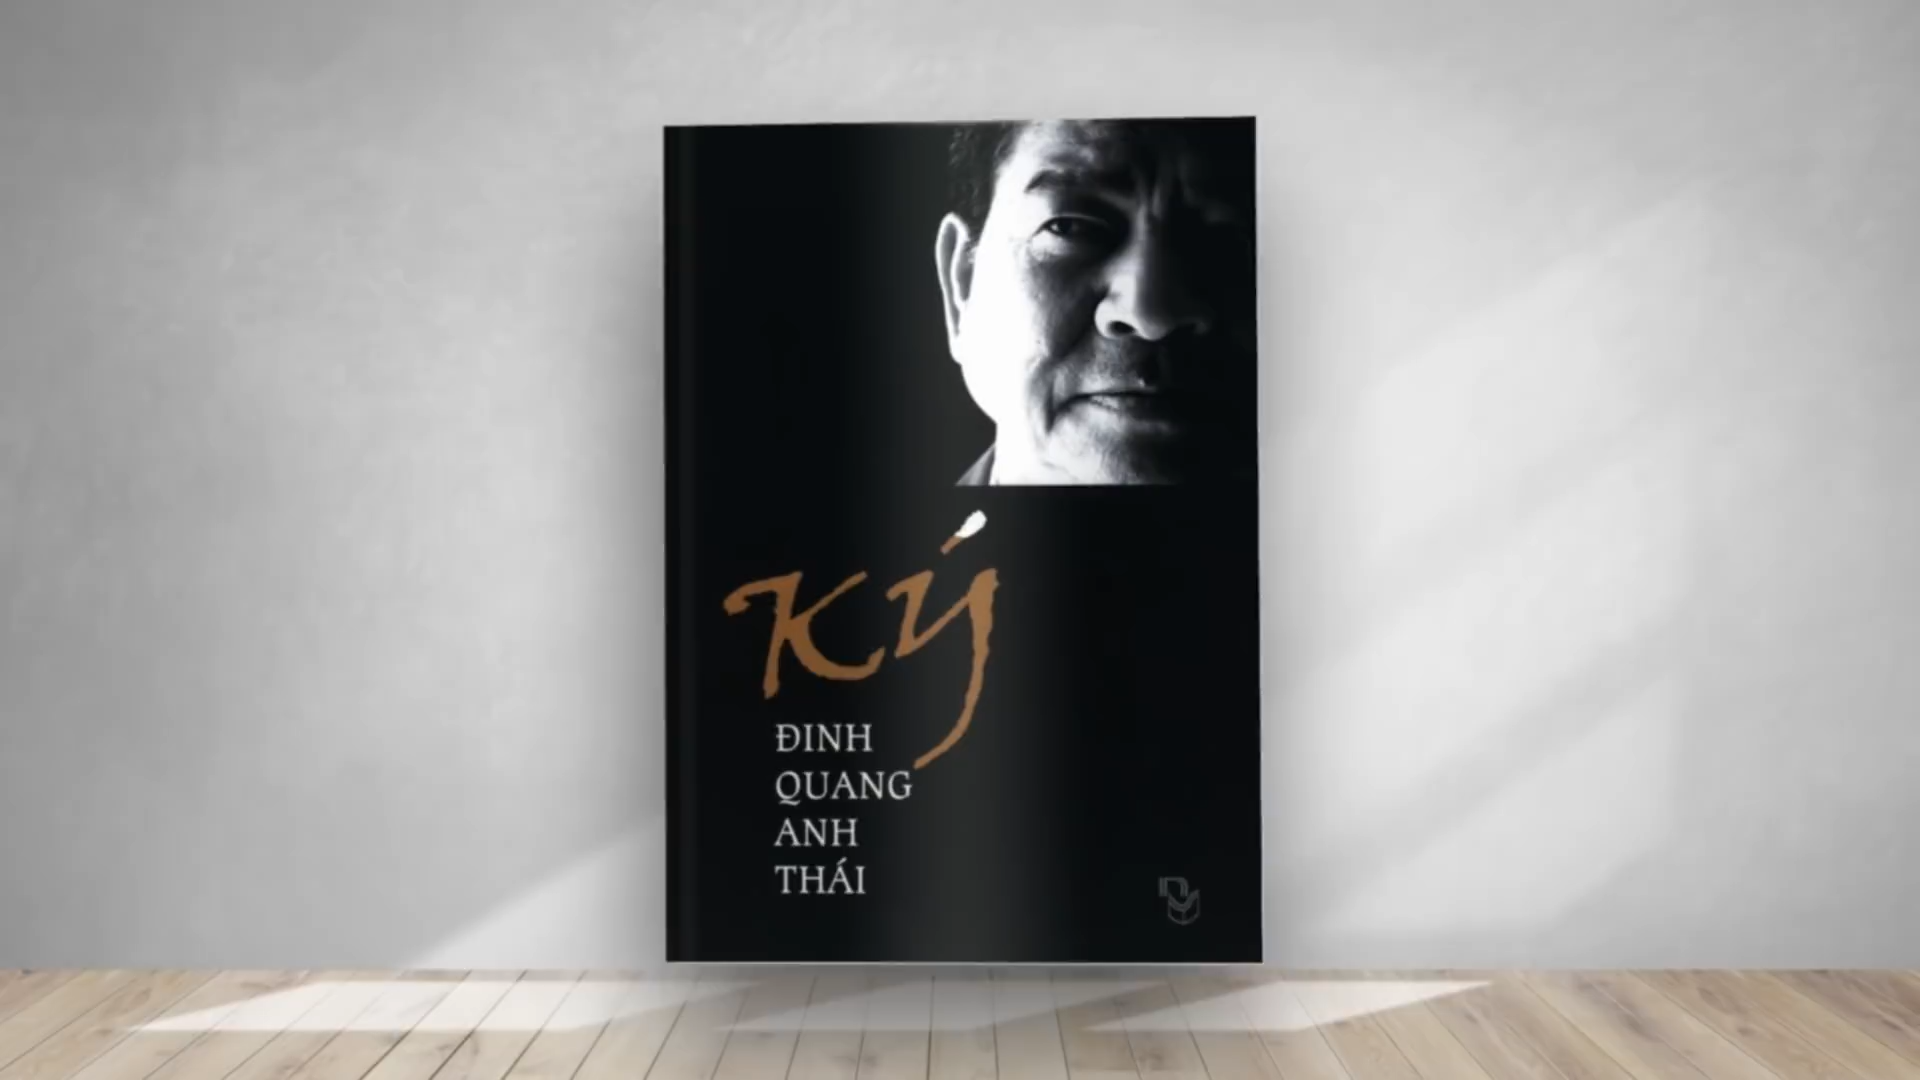 Ký
ĐINH
QUANG
ANH
THÁI